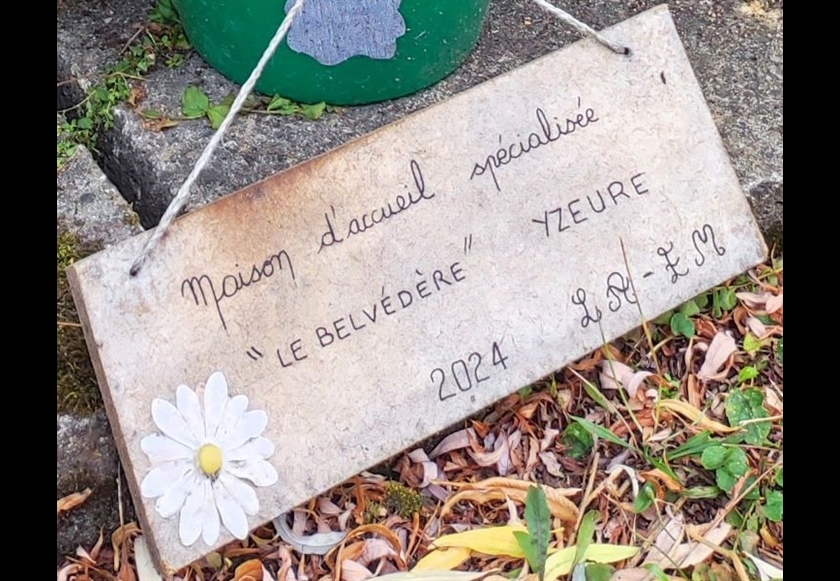 Maison d'accueil spécialisée
"LE BELVÉDÈRE" YZEURE
2024